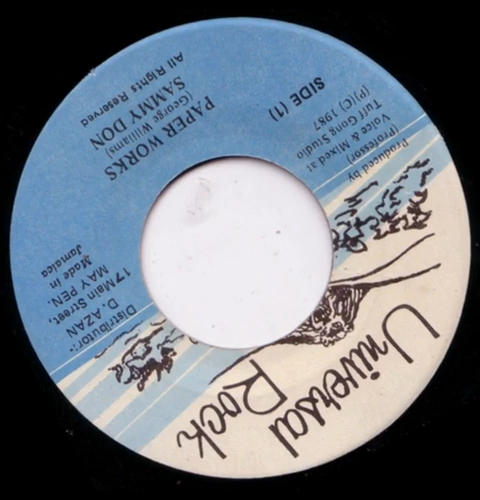 Universal
Rock
SIDE (1)
(P)(C) 1987
Tuff Gong Studio
Voice & Mixed at
(Professor)
Produced by
Distributor:-
D. AZAN
17 Main Street,
MAY PEN.
Made in
Jamaica
PAPER WORKS
(George Williams)
SAMMY DON
All Rights Reserved